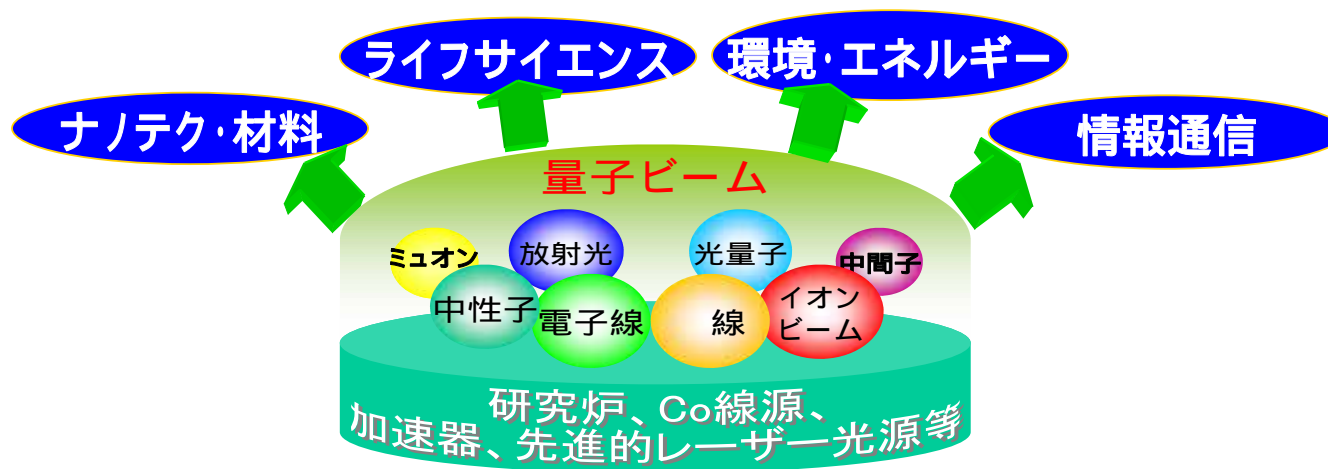 ライフサイエンス
環境・エネルギー
ナノテク・材料
情報通信
量子ビーム
ミュオン
放射光
光量子
中間子
中性子
電子線
線
イオン
ビーム
研究炉、Co線源、
加速器、先進的レーザー光源等